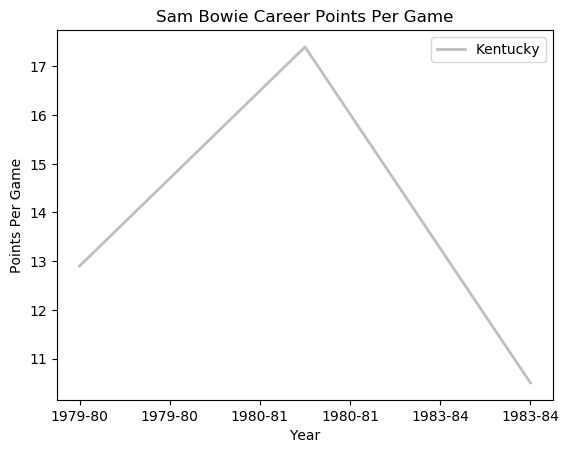 Sam Bowie Career Points Per Game
Kentucky
17
16
15
14
13
12
11
Points Per Game
1979-80 1979-80 1980-81 1980-81 1983-84 1983-84
Year